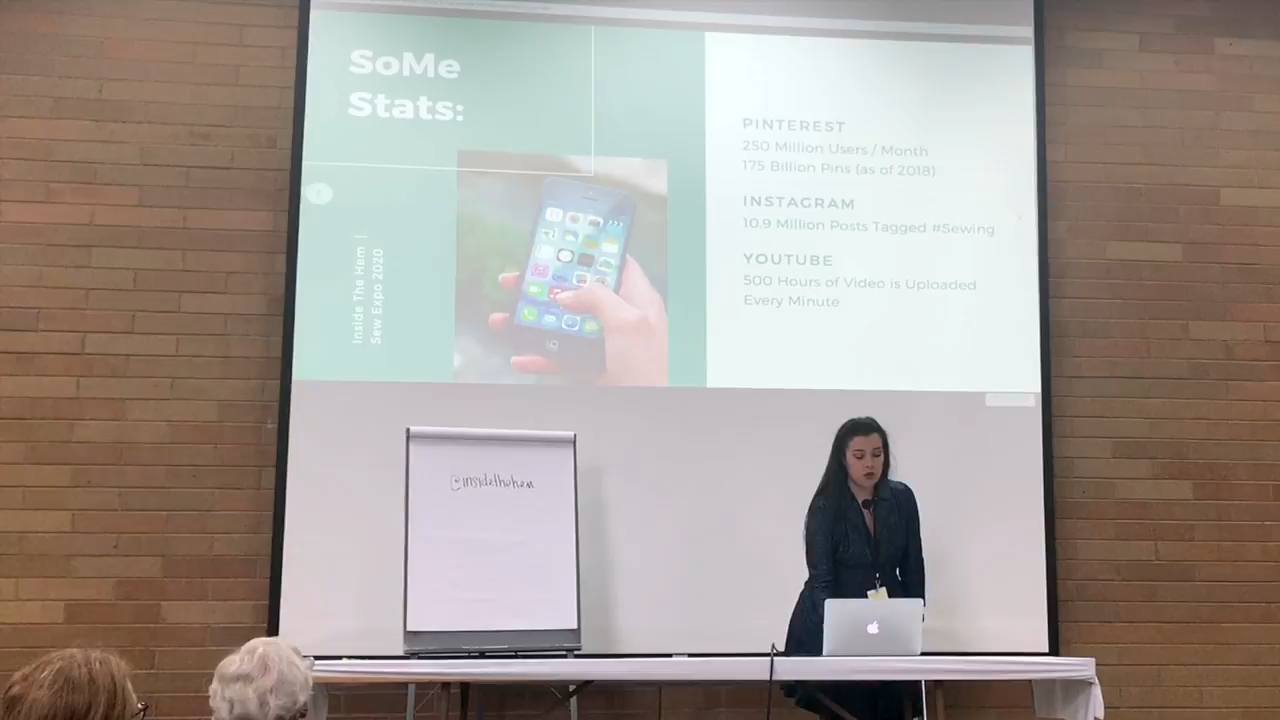 SoMe
Stats:
Inside The Hem |
Sew Expo 2020
PINTEREST
250 Million Users / Month
175 Billion Pins (as of 2018)
INSTAGRAM
10.9 Million Posts Tagged #Sewing
YOUTUBE
500 Hours of Video is Uploaded
Every Minute
@insidethehem